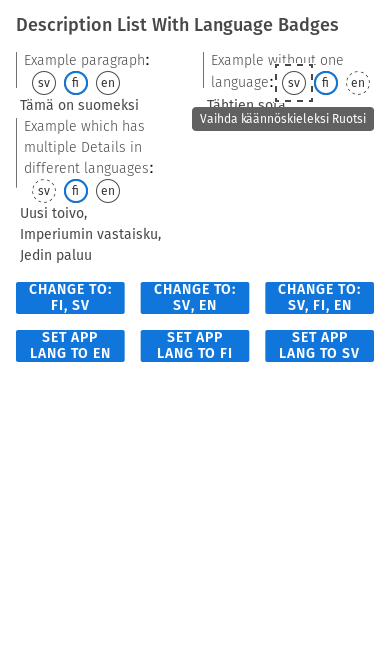 Description List With Language Badges
Example paragraph:
sv fi en
Tämä on suomeksi
Example without one
language: sv fi en
Tähtien sota
Vaihda käännöskieleksi Ruotsi
Example which has
multiple Details in
different languages:
sv fi en
Uusi toivo,
Imperiumin vastaisku,
Jedin paluu
CHANGE TO:
FI, SV
CHANGE TO:
SV, EN
CHANGE TO:
SV, FI, EN
SET APP
LANG TO EN
SET APP
LANG TO FI
SET APP
LANG TO SV